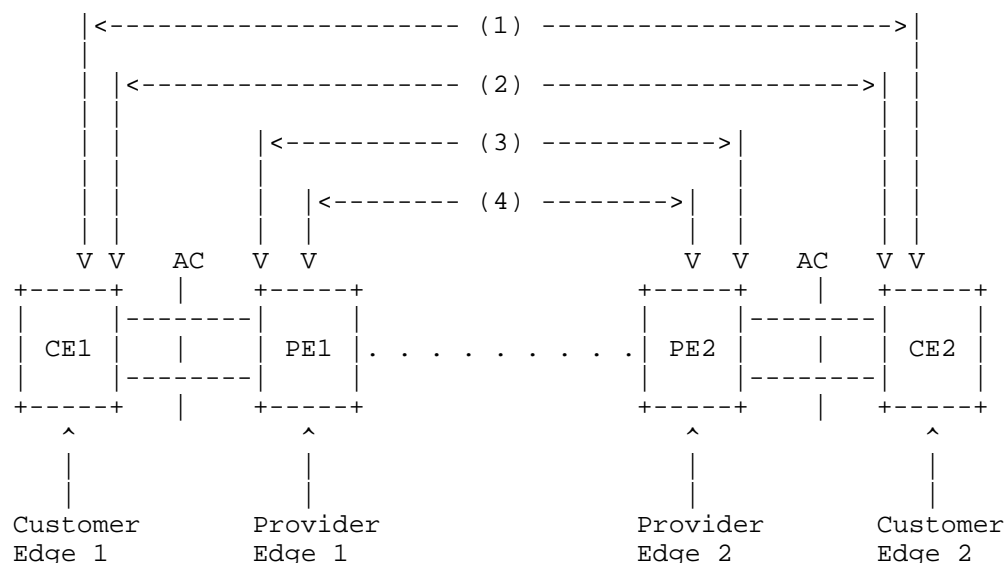 |<--------------------- (1) --------------------->|
|<------------------- (2) ------------------->|
|<----------- (3) ----------->|
|<-------- (4) -------->|
V V AC V V V V AC V V
CE1 PE1 . . . . . . . . . PE2 CE2
^ ^ ^ ^
Customer Provider Provider Customer
Edge 1 Edge 1 Edge 2 Edge 2